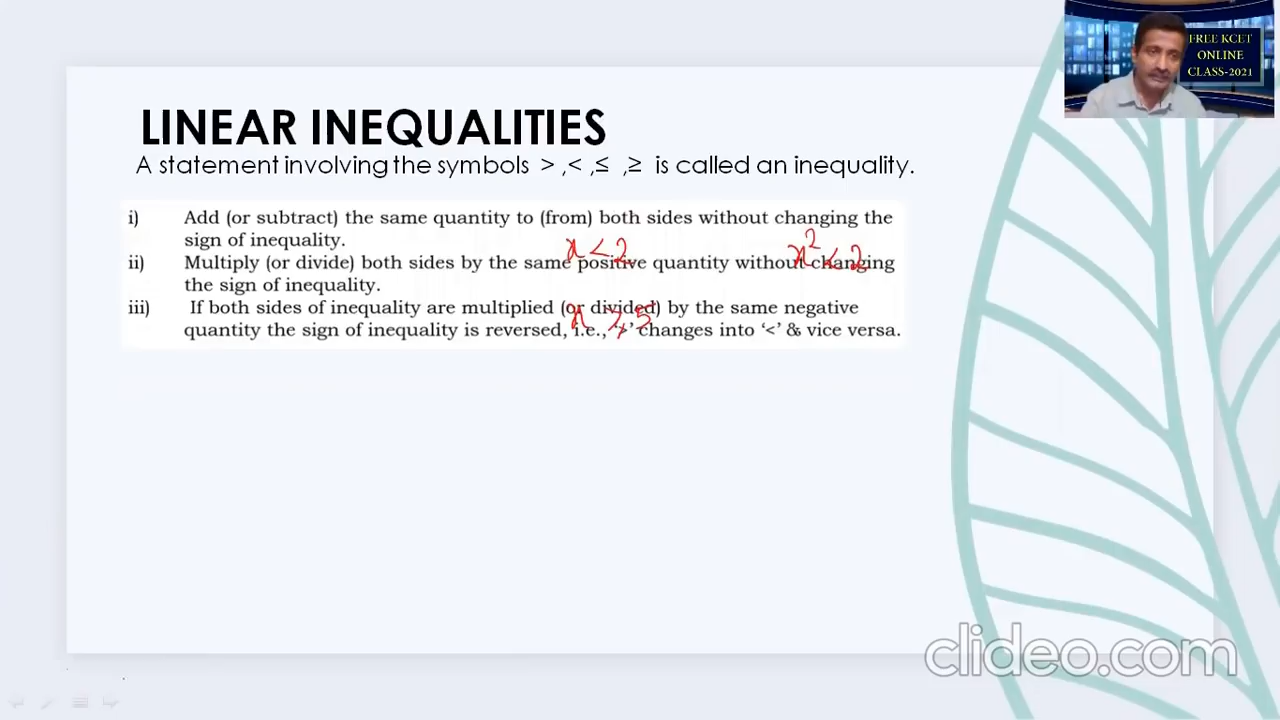 FREE KCET
ONLINE
CLASS-2021
LINEAR INEQUALITIES
A statement involving the symbols > ,< ,≤ ,≥ is called an inequality.
i) Add (or subtract) the same quantity to (from) both sides without changing the
sign of inequality.
x < 2
x² < 2
ii) Multiply (or divide) both sides by the same positive quantity without changing
the sign of inequality.
iii) If both sides of inequality are multiplied (or divided) by the same negative
x ≥ 5
quantity the sign of inequality is reversed, i.e., ‘>’ changes into ‘<’ & vice versa.
clideo.com